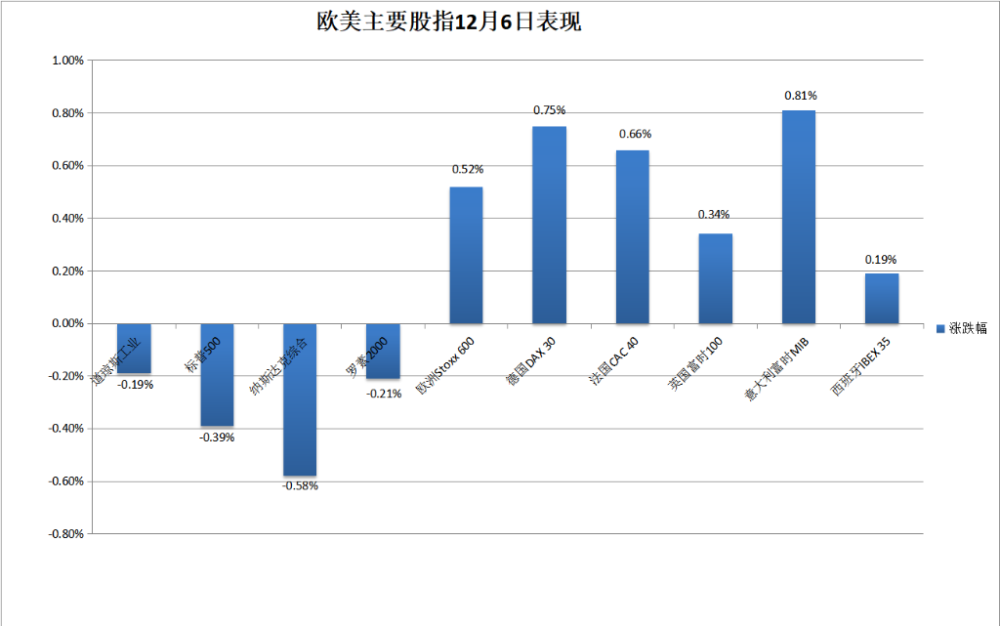 欧美主要股指12月6日表现
1.00%
0.80%
0.60%
0.40%
0.20%
0.00%
-0.20%
-0.40%
-0.60%
-0.80%
-0.19%
-0.39%
-0.58%
-0.21%
0.52%
0.75%
0.66%
0.34%
0.81%
0.19%
道琼斯工业
标普500
纳斯达克综合
罗素2000
欧洲Stoxx 600
德国DAX 30
法国CAC 40
英国富时100
意大利富时MIB
西班牙IBEX 35
涨跌幅